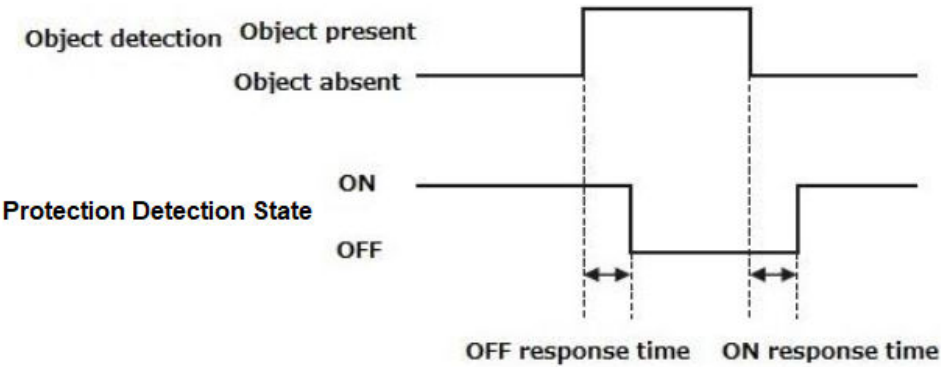 Object detection Object present
Object absent
ON
Protection Detection State
OFF
OFF response time ON response time